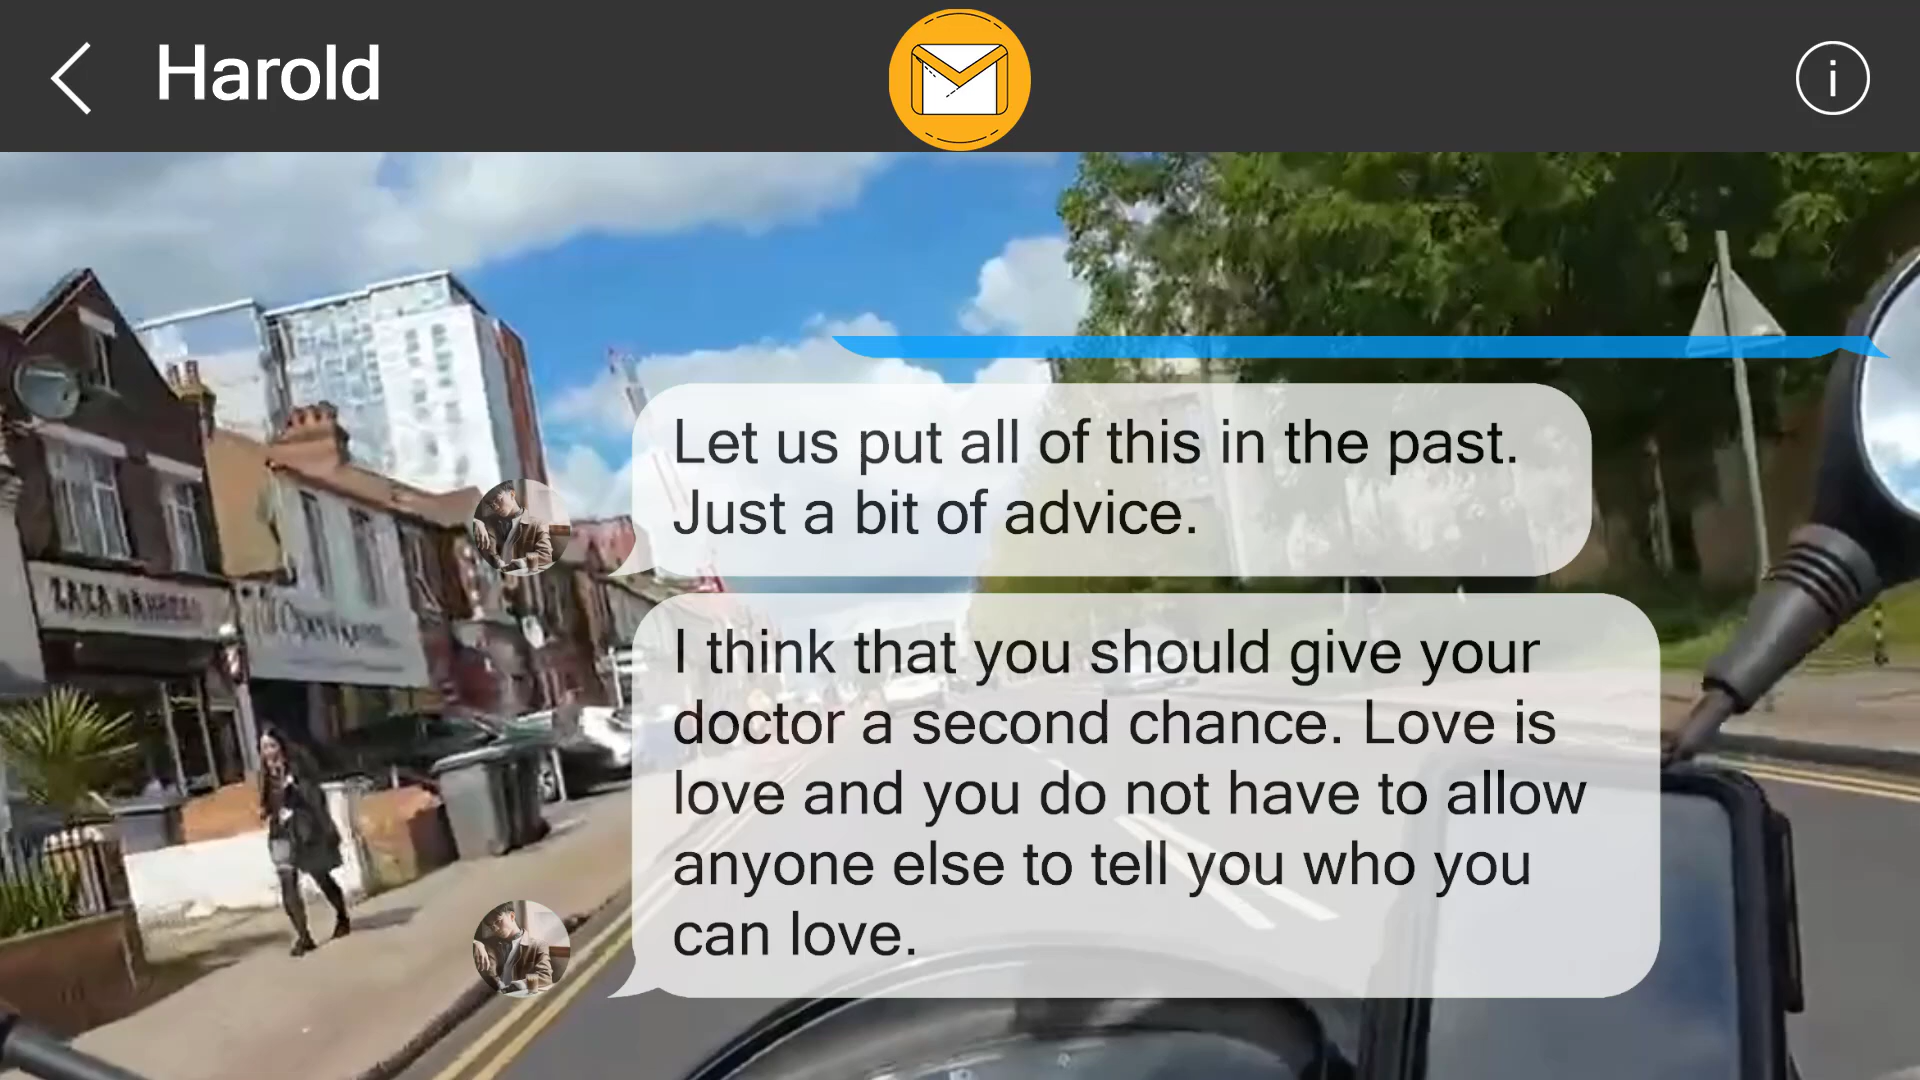 Harold
Let us put all of this in the past.
Just a bit of advice.
I think that you should give your
doctor a second chance. Love is
love and you do not have to allow
anyone else to tell you who you
can love.